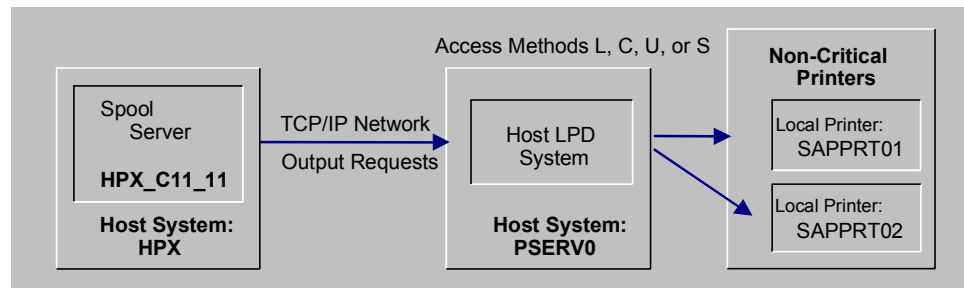 Access Methods L, C, U, or S
Spool
Server
HPX_C11_11
Host System:
HPX
TCP/IP Network
Output Requests
Host LPD
System
Host System:
PSERV0
Non-Critical
Printers
Local Printer:
SAPPRT01
Local Printer:
SAPPRT02